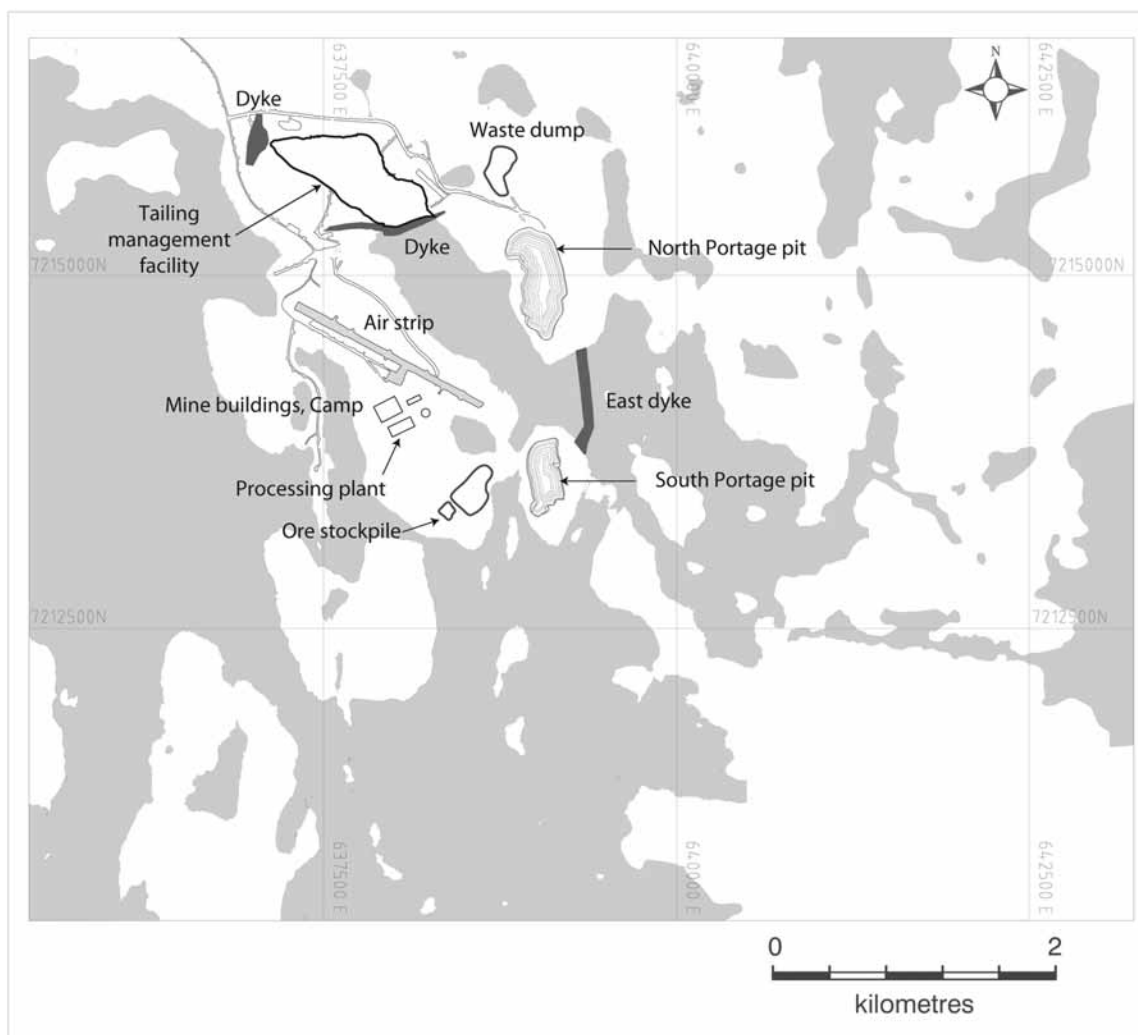 637500 E
640000 E
642500 E
N
Dyke
Waste dump
Tailing
management
facility
Dyke
North Portage pit
7215000N
7215000N
Air strip
Mine buildings, Camp
East dyke
Processing plant
South Portage pit
Ore stockpile
7212500N
7212500N
637500 E
640000 E
642500 E
0
2
kilometres